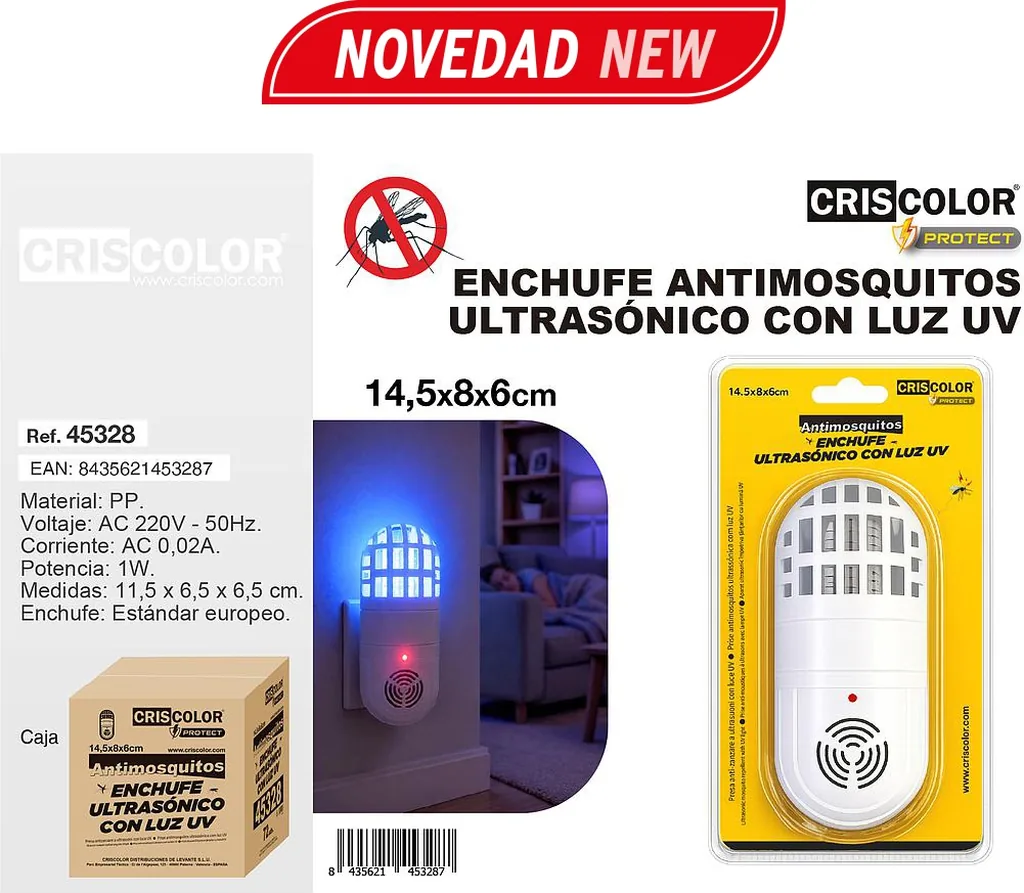 NOVEDAD NEW
CRISCOLOR
www.criscolor.com
CRISCOLOR®
PROTECT
ENCHUFE ANTIMOSQUITOS
ULTRASÓNICO CON LUZ UV
14,5x8x6cm
Ref. 45328
EAN: 8435621453287
Material: PP.
Voltaje: AC 220V - 50Hz.
Corriente: AC 0,02A.
Potencia: 1W.
Medidas: 11,5 x 6,5 x 6,5 cm.
Enchufe: Estándar europeo.
Caja
CRISCOLOR
PROTECT
14,5x8x6cm
www.criscolor.com
Antimosquitos
ENCHUFE
ULTRASÓNICO
CON LUZ UV
CRISCOLOR DISTRIBUCIONES DE LEVANTE S.L.U.
45328
8 435621 453287
14.5x8x6cm
CRISCOLOR
PROTECT
Antimosquitos
ENCHUFE
ULTRASÓNICO CON LUZ UV
www.criscolor.com